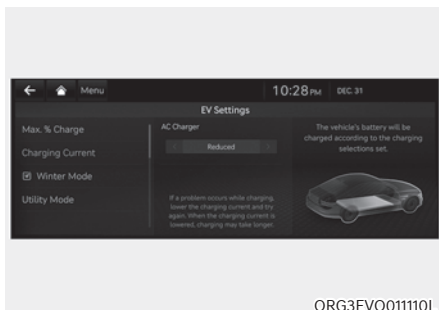 Menu
10:28 PM DEC. 31
EV Settings
Max. % Charge
Charging Current
Winter Mode
Utility Mode
AC Charger
Reduced
If a problem occurs while charging,
lower the charging current and try
again. When the charging current is
lowered, charging may take longer.
The vehicle's battery will be
charged according to the charging
selections set.
ORG3EVQ011110L